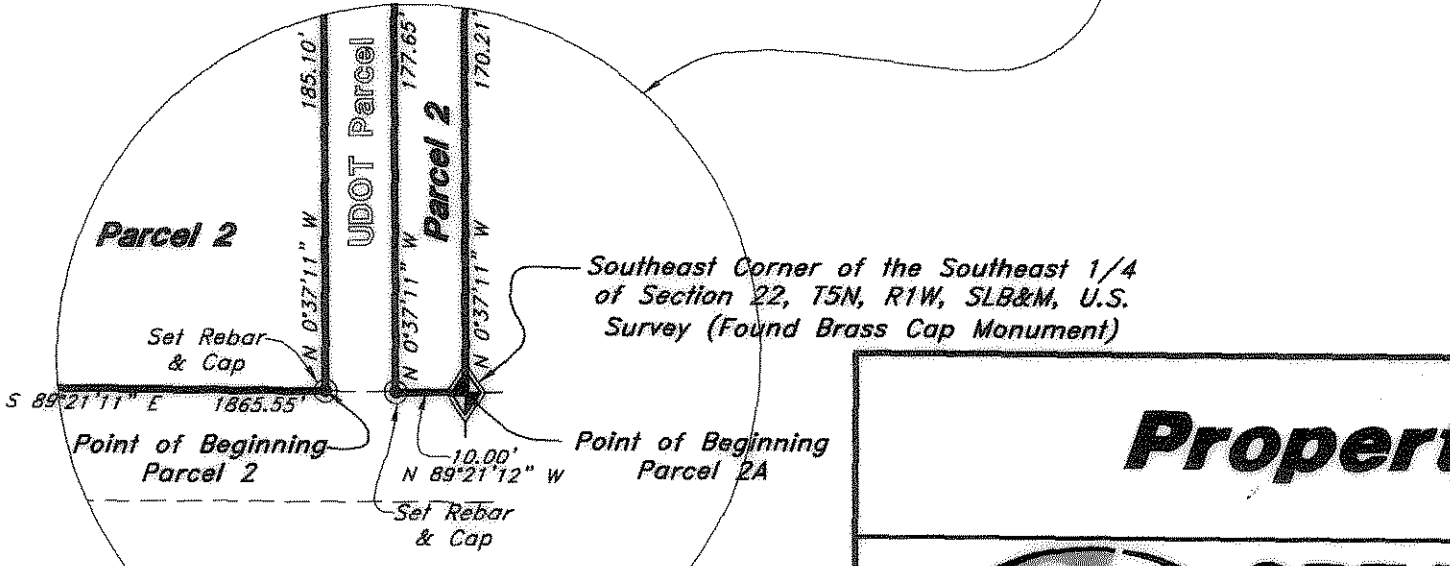 185.10'
UDOT Parcel
177.65'
Parcel 2
170.21'
Parcel 2
N 0°37'11" W
N 0°37'11" W
N 0°37'11" W
Southeast Corner of the Southeast 1/4
of Section 22, T5N, R1W, SLB&M, U.S.
Survey (Found Brass Cap Monument)
Set Rebar
& Cap
S 89°21'11" E 1865.55'
Point of Beginning
Parcel 2
10.00'
N 89°21'12" W
Point of Beginning
Parcel 2A
Set Rebar
& Cap
Propert